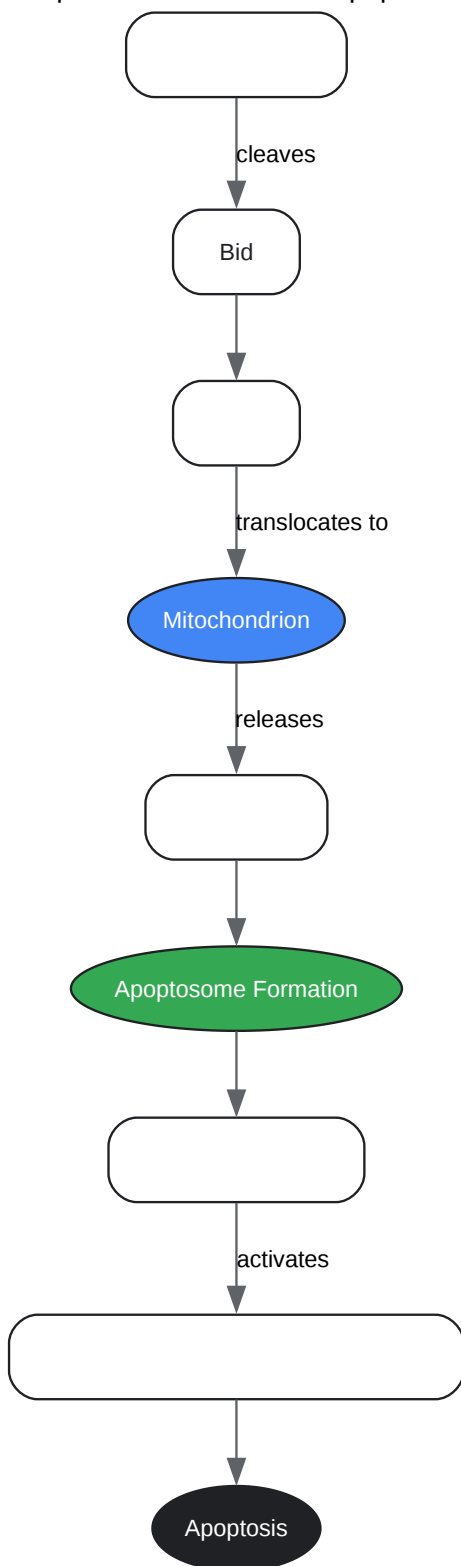 cleaves
Bid
translocates to
Mitochondrion
releases
Apoptosome Formation
activates
Apoptosis